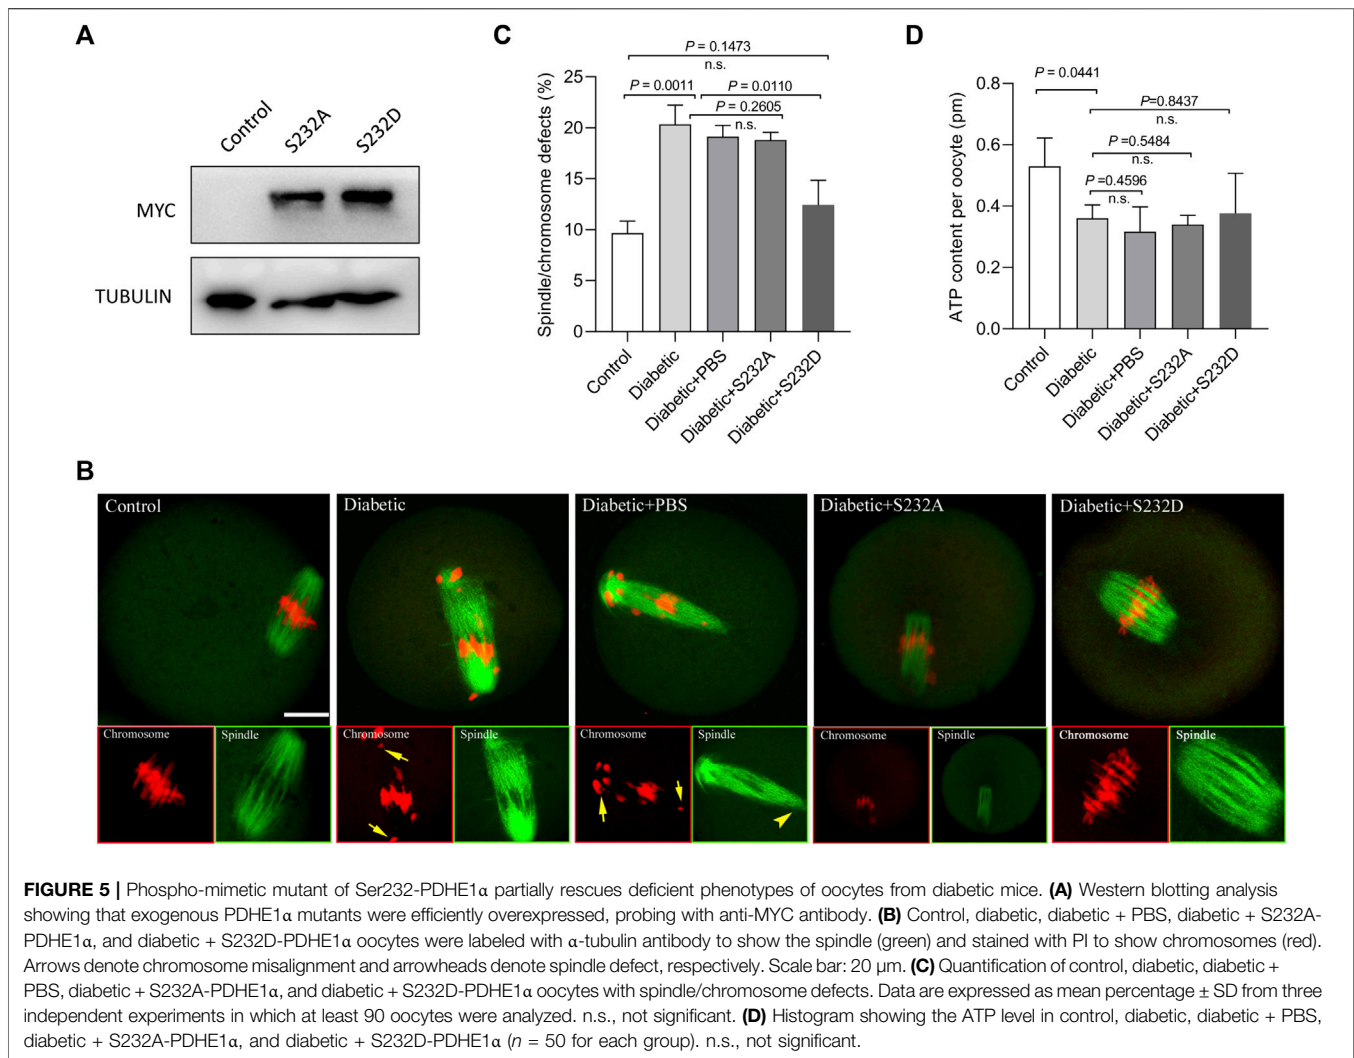 A
Control
S232A
S232D
MYC
TUBULIN
C
P = 0.1473
n.s.
P = 0.0011
P = 0.0110
P = 0.2605
n.s.
Spindle/chromosome defects (%)
25
20
15
10
5
0
Control
Diabetic
Diabetic+PBS
Diabetic+S232A
Diabetic+S232D
D
P = 0.0441
P=0.8437
n.s.
P =0.5484
n.s.
P =0.4596
n.s.
ATP content per oocyte (pm)
0.8
0.6
0.4
0.2
0.0
Control
Diabetic
Diabetic+PBS
Diabetic+S232A
Diabetic+S232D
B
Control
Diabetic
Diabetic+PBS
Diabetic+S232A
Diabetic+S232D
Chromosome
Spindle
Chromosome
Spindle
Chromosome
Spindle
Chromosome
Spindle
Chromosome
Spindle
FIGURE 5 | Phospho-mimetic mutant of Ser232-PDHE1α partially rescues deficient phenotypes of oocytes from diabetic mice. (A) Western blotting analysis
showing that exogenous PDHE1α mutants were efficiently overexpressed, probing with anti-MYC antibody. (B) Control, diabetic, diabetic + PBS, diabetic + S232A-
PDHE1α, and diabetic + S232D-PDHE1α oocytes were labeled with α-tubulin antibody to show the spindle (green) and stained with PI to show chromosomes (red).
Arrows denote chromosome misalignment and arrowheads denote spindle defect, respectively. Scale bar: 20 μm. (C) Quantification of control, diabetic, diabetic +
PBS, diabetic + S232A-PDHE1α, and diabetic + S232D-PDHE1α oocytes with spindle/chromosome defects. Data are expressed as mean percentage ± SD from three
independent experiments in which at least 90 oocytes were analyzed. n.s., not significant. (D) Histogram showing the ATP level in control, diabetic, diabetic + PBS,
diabetic + S232A-PDHE1α, and diabetic + S232D-PDHE1α (n = 50 for each group). n.s., not significant.